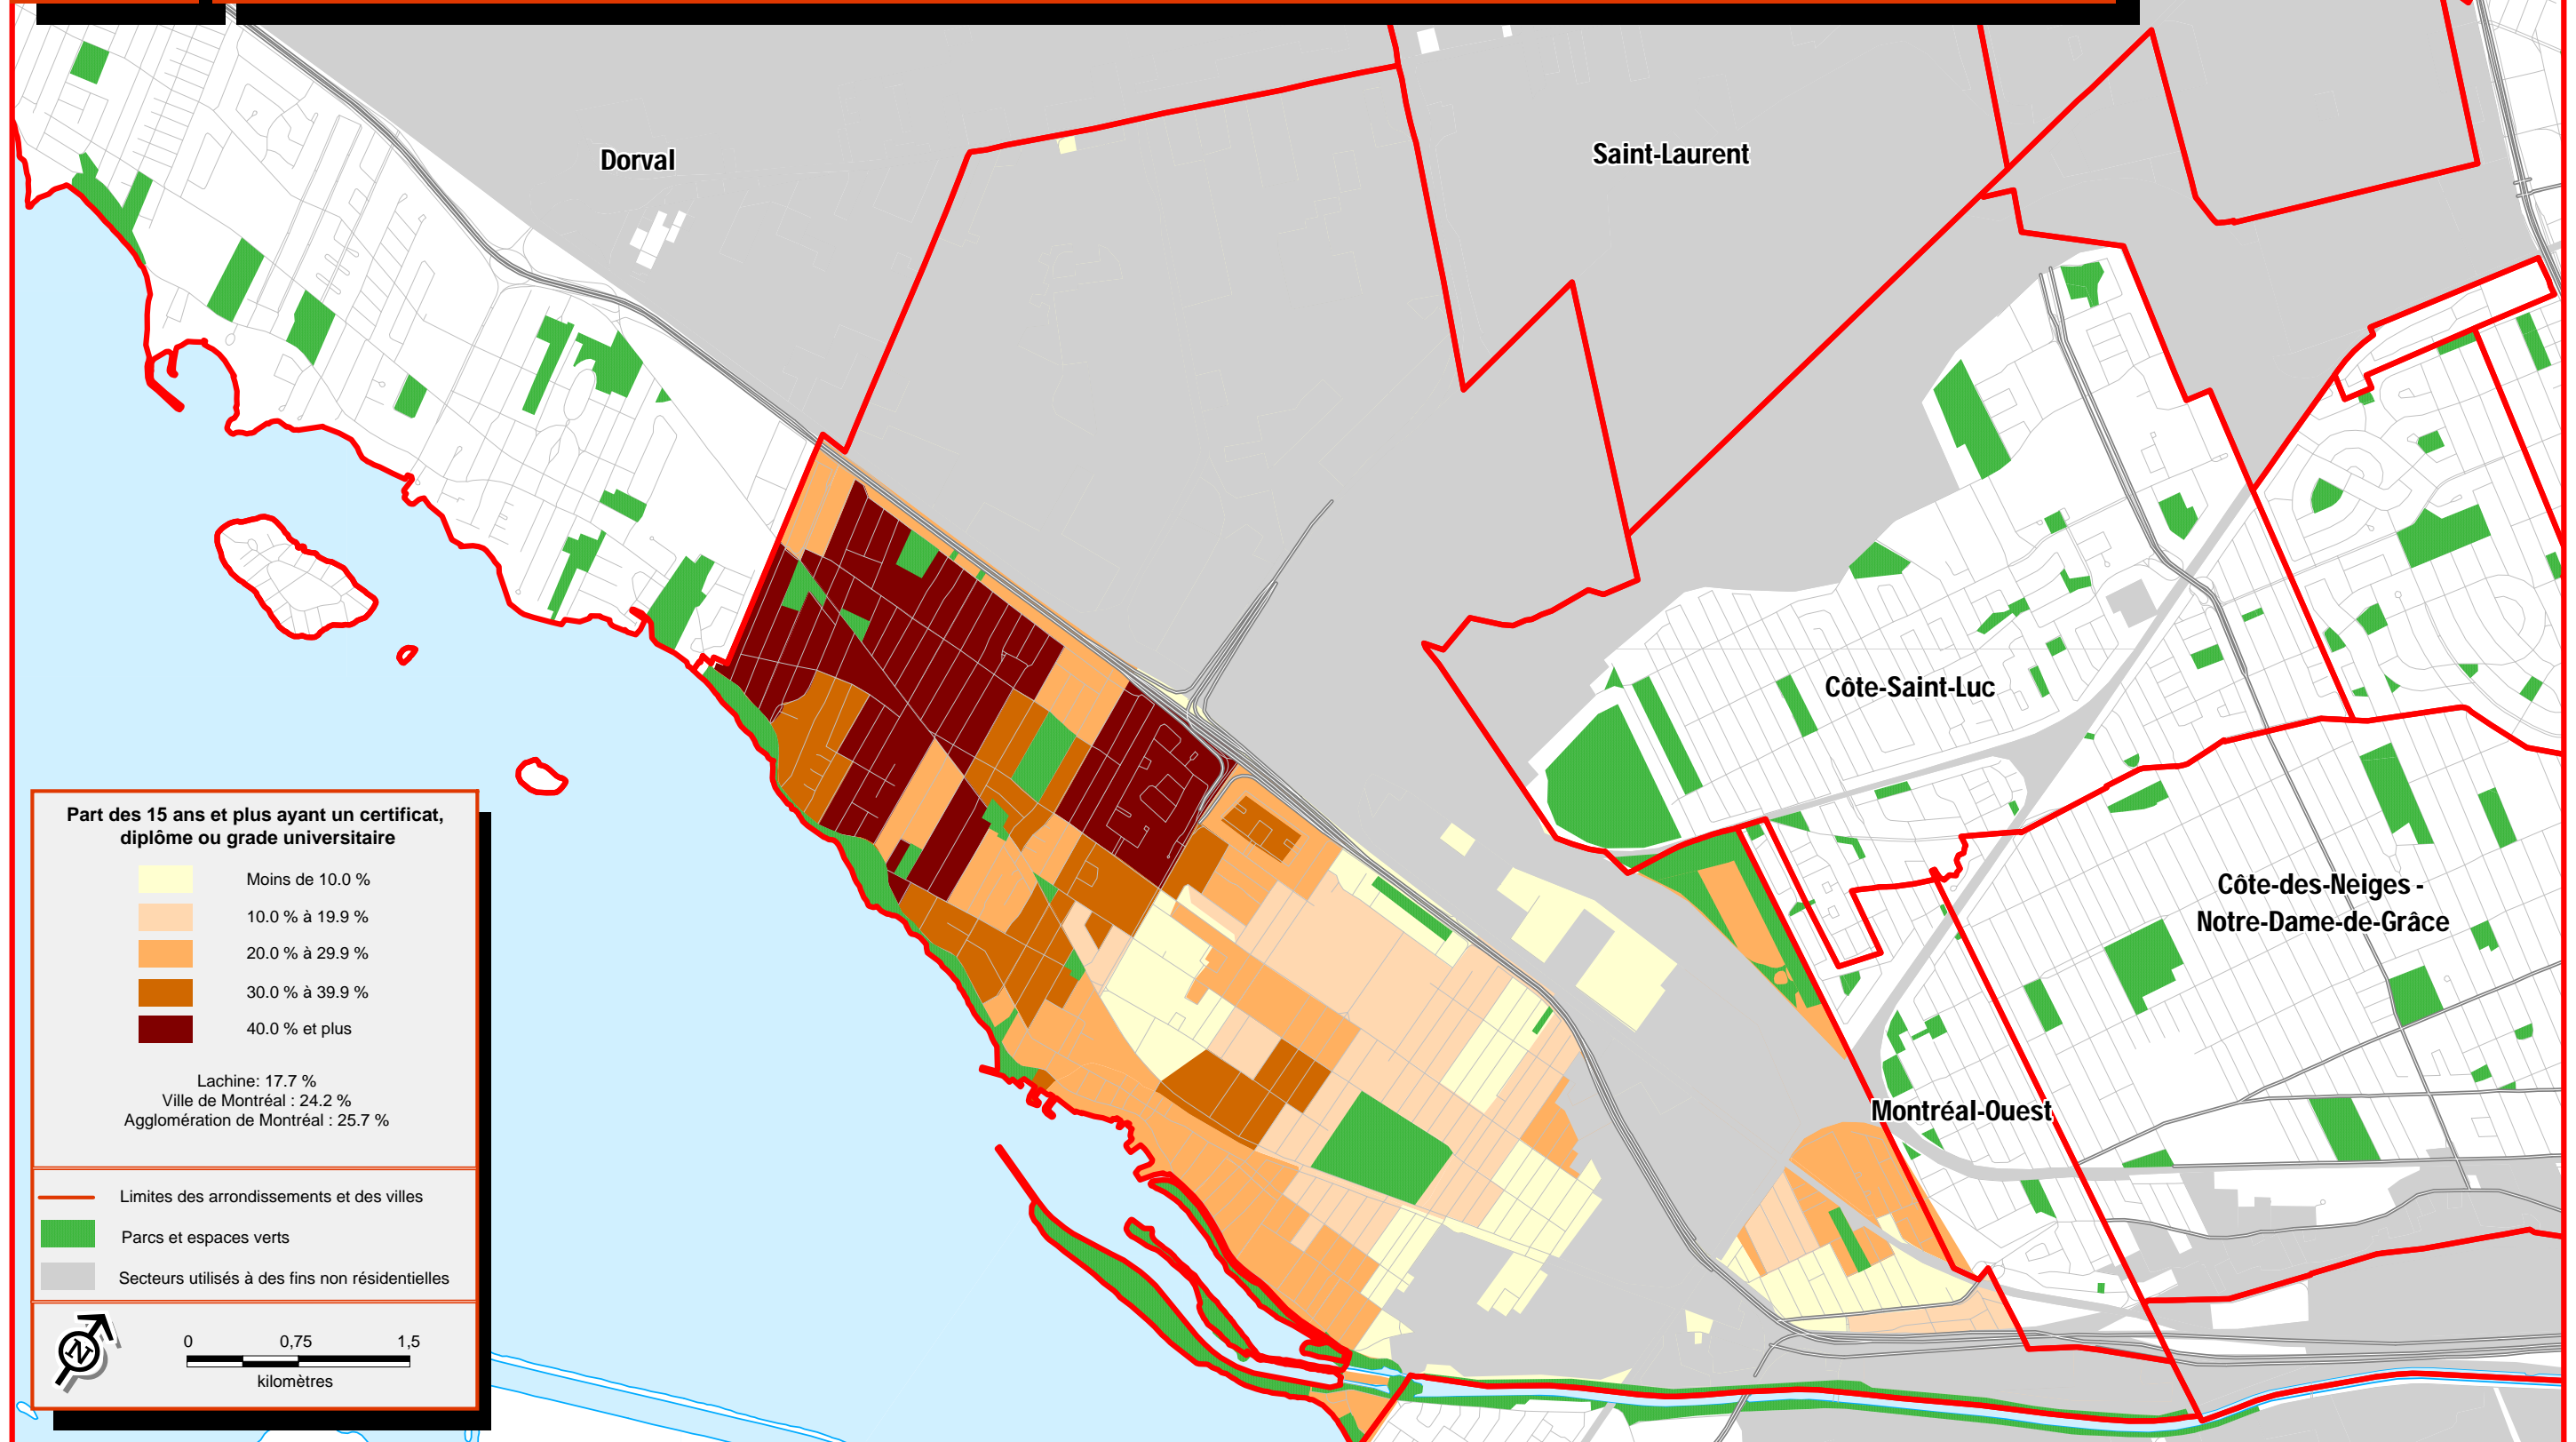 Dorval
Saint-Laurent
Côte-Saint-Luc
Côte-des-Neiges -
Notre-Dame-de-Grâce
Montréal-Ouest
Part des 15 ans et plus ayant un certificat,
diplôme ou grade universitaire
Moins de 10.0 %
10.0 % à 19.9 %
20.0 % à 29.9 %
30.0 % à 39.9 %
40.0 % et plus
Lachine: 17.7 %
Ville de Montréal : 24.2 %
Agglomération de Montréal : 25.7 %
Limites des arrondissements et des villes
Parcs et espaces verts
Secteurs utilisés à des fins non résidentielles
N
0 0,75 1,5
kilomètres